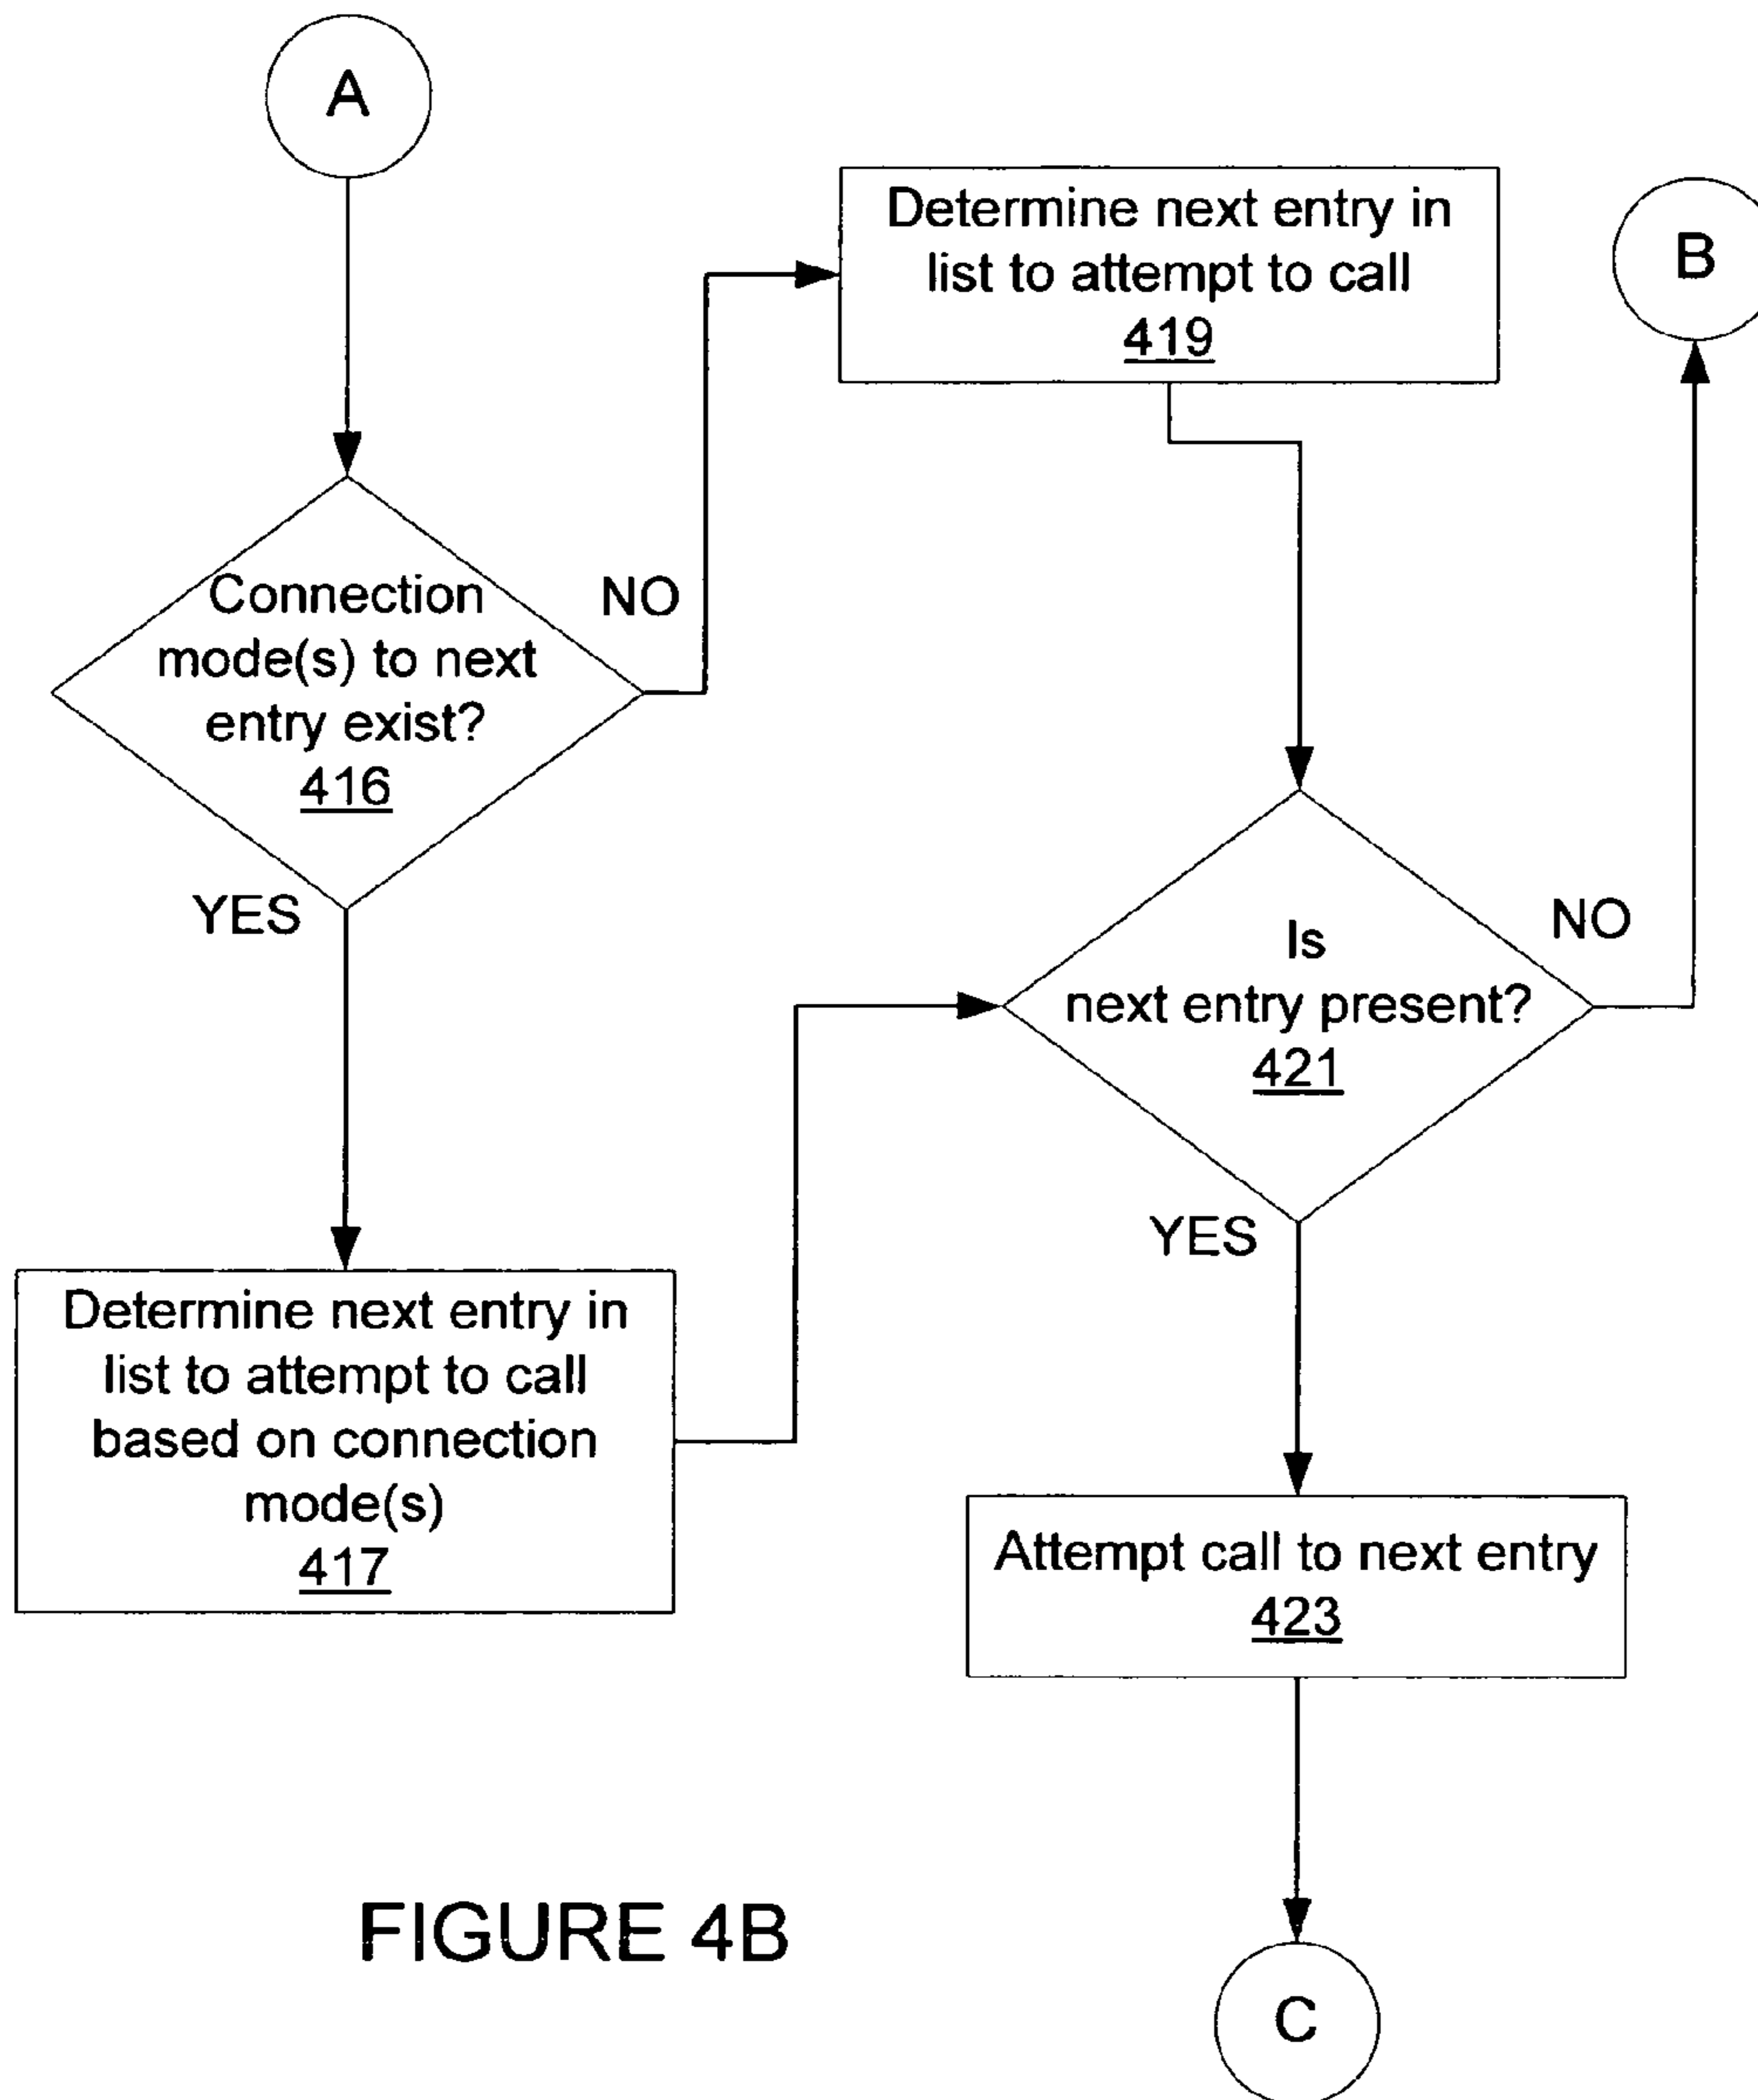 A
Determine next entry in
list to attempt to call
419
B
Connection
mode(s) to next
entry exist?
416
NO
YES
Is
next entry present?
421
NO
YES
Determine next entry in
list to attempt to call
based on connection
mode(s)
417
Attempt call to next entry
423
FIGURE 4B
C